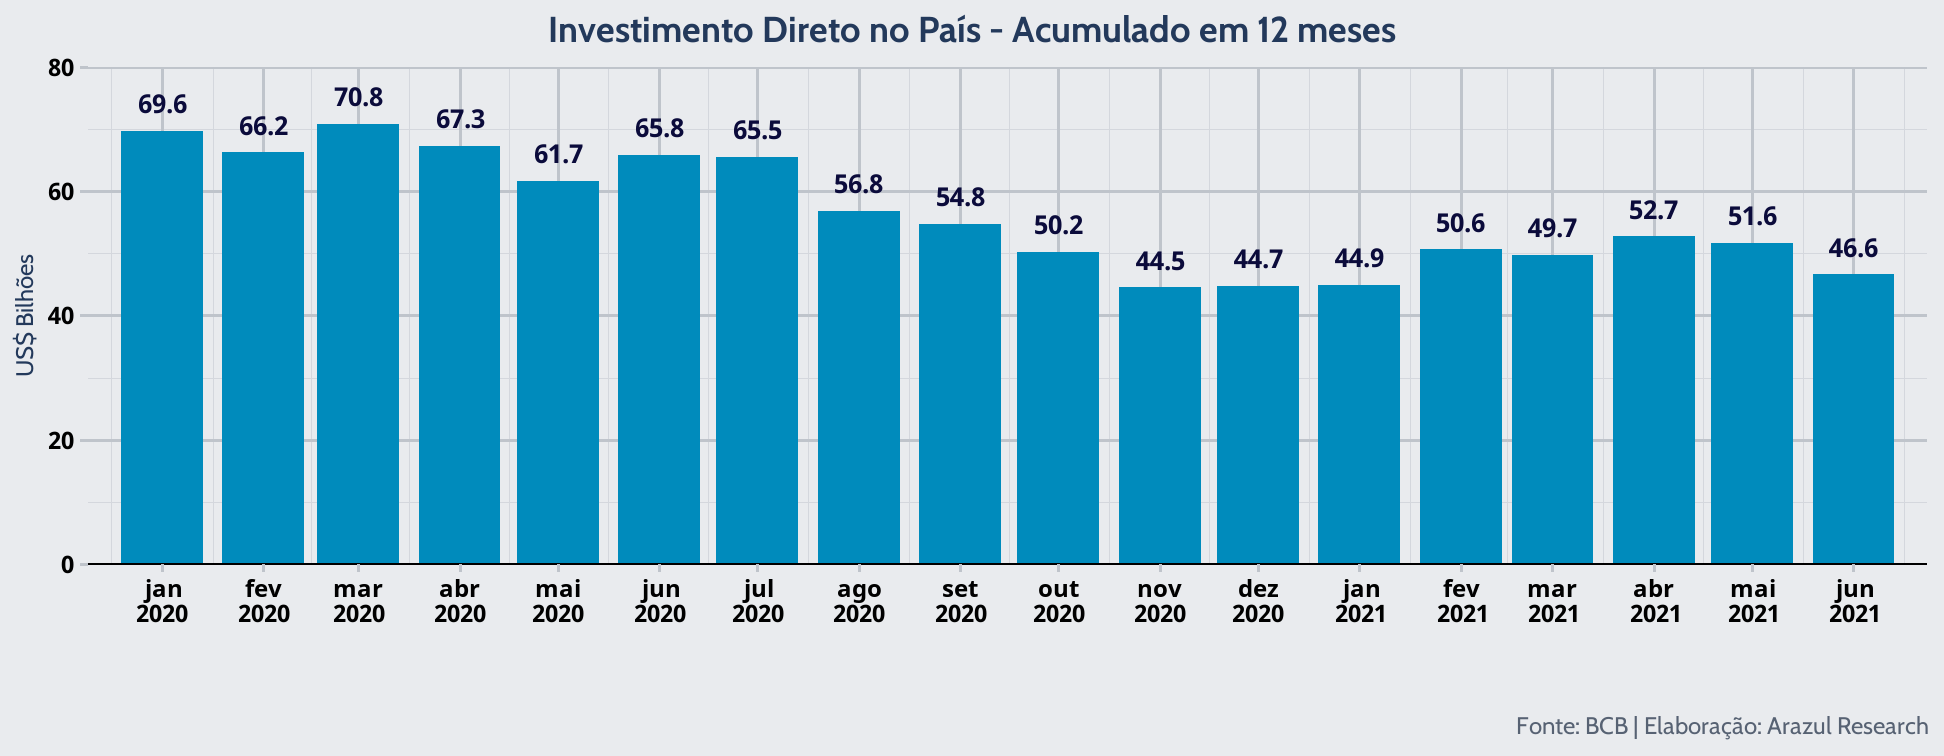 Investimento Direto no País - Acumulado em 12 meses
US$ Bilhões
80
60
40
20
0
69.6 66.2 70.8 67.3 61.7 65.8 65.5 56.8 54.8 50.2 44.5 44.7 44.9 50.6 49.7 52.7 51.6 46.6
jan fev mar abr mai jun jul ago set out nov dez jan fev mar abr mai jun
2020 2020 2020 2020 2020 2020 2020 2020 2020 2020 2020 2020 2021 2021 2021 2021 2021 2021
Fonte: BCB | Elaboração: Arazul Research